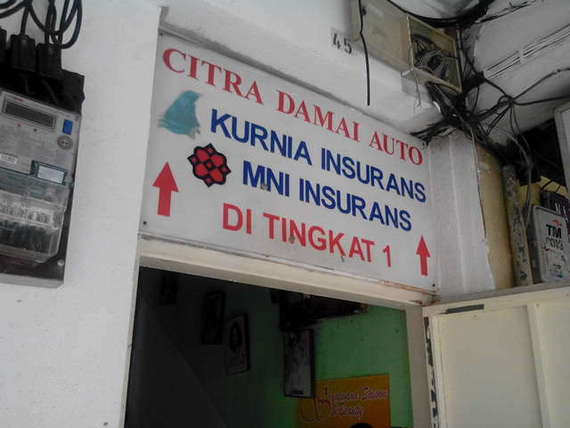 45
CITRA DAMAI AUTO
KURNIA INSURANS
MNI INSURANS
DI TINGKAT 1
TM